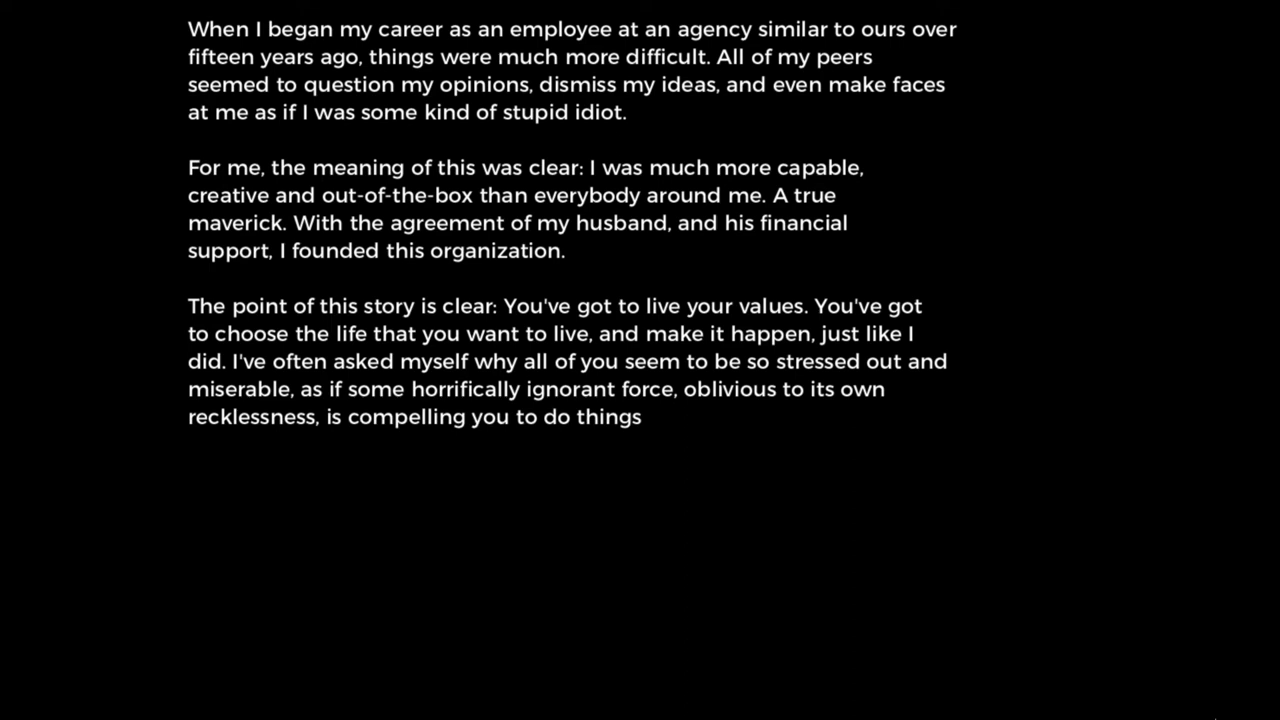 When I began my career as an employee at an agency similar to ours over
fifteen years ago, things were much more difficult. All of my peers
seemed to question my opinions, dismiss my ideas, and even make faces
at me as if I was some kind of stupid idiot.
For me, the meaning of this was clear: I was much more capable,
creative and out-of-the-box than everybody around me. A true
maverick. With the agreement of my husband, and his financial
support, I founded this organization.
The point of this story is clear: You've got to live your values. You've got
to choose the life that you want to live, and make it happen, just like I
did. I've often asked myself why all of you seem to be so stressed out and
miserable, as if some horrifically ignorant force, oblivious to its own
recklessness, is compelling you to do things